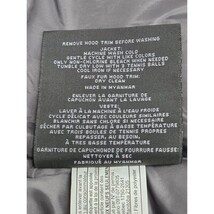 REMOVE HOOD TRIM BEFORE WASHING
JACKET:
MACHINE WASH COLD
GENTLE CYCLE WITH LIKE COLORS
ONLY NON-CHLORINE BLEACH WHEN NEEDED
TUMBLE DRY LOW WITH 3 TENNIS BALLS
COOL IRON IF NEEDED
FAUX FUR HOOD TRIM:
DRY CLEAN
MADE IN MYANMAR
ENLEVER LA GARNITURE DE
CAPUCHON AVANT LE LAVAGE
VESTE
LAVER À LA MACHINE À L'EAU FROIDE
CYCLE DÉLICAT AVEC COULEURS SIMILAIRES
BLANCHIR SANS CHLORE SI NÉCESSAIRE
SÉCHER PAR CULBUTAGE À BASSE TEMPÉRATURE
AVEC TROIS BOULES DE TENNIS PROPRES
AU BESOIN, REPASSER
À TRÈS BASSE TEMPÉRATURE
GARNITURE DE CAPUCHON DE FOURRURE FAUSSE:
NETTOYER À SEC
FABRIQUÉ AU MYANMAR